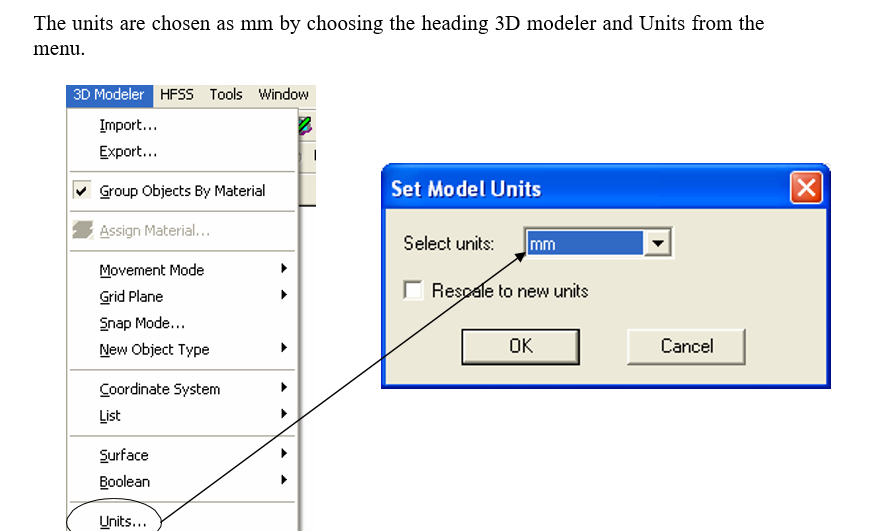 The units are chosen as mm by choosing the heading 3D modeler and Units from the
menu.
3D Modeler HFSS Tools Window
Import...
Export...
Group Objects By Material
Assign Material...
Movement Mode
Grid Plane
Snap Mode...
New Object Type
Coordinate System
List
Surface
Boolean
Units...
Set Model Units
Select units: mm
Rescale to new units
OK Cancel